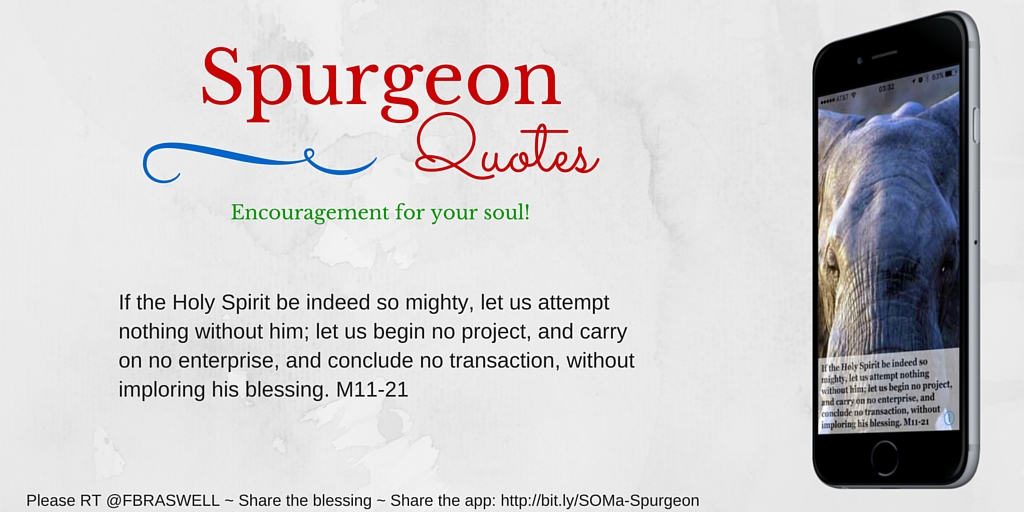 Spurgeon
Quotes
Encouragement for your soul!
If the Holy Spirit be indeed so mighty, let us attempt
nothing without him; let us begin no project, and carry
on no enterprise, and conclude no transaction, without
imploring his blessing. M11-21
Please RT @FBRASWELL ~ Share the blessing ~ Share the app: http://bit.ly/SOMa-Spurgeon
AT&T 03:32 63%
If the Holy Spirit be indeed so
mighty, let us attempt nothing
without him; let us begin no project,
and carry on no enterprise, and
conclude no transaction, without
imploring his blessing. M11-21